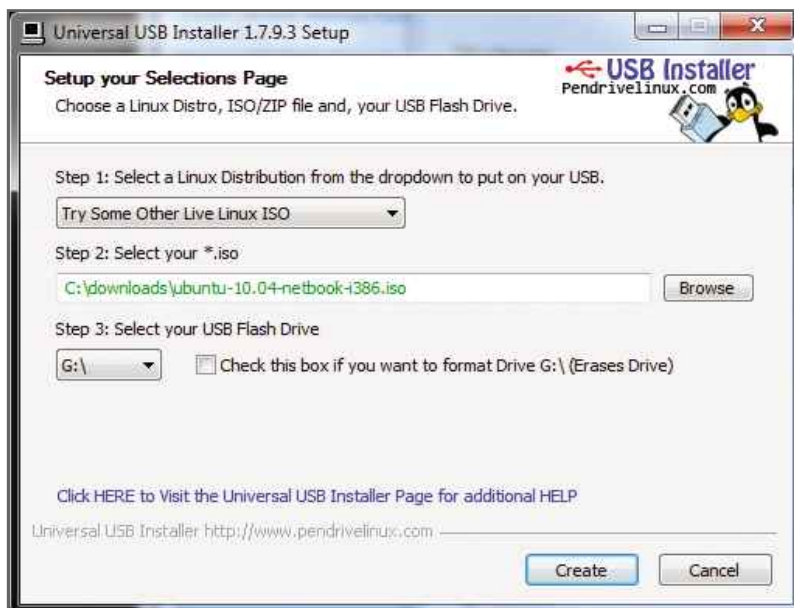 Universal USB Installer 1.7.9.3 Setup
Setup your Selections Page
Choose a Linux Distro, ISO/ZIP file and, your USB Flash Drive.
USB Installer
Pendrivelinux.com
Step 1: Select a Linux Distribution from the dropdown to put on your USB.
Try Some Other Live Linux ISO
Step 2: Select your *.iso
C:\downloads\ubuntu-10.04-netbook-i386.iso
Browse
Step 3: Select your USB Flash Drive
G:\ Check this box if you want to format Drive G:\ (Erases Drive)
Click HERE to Visit the Universal USB Installer Page for additional HELP
Universal USB Installer http://www.pendrivelinux.com
Create Cancel